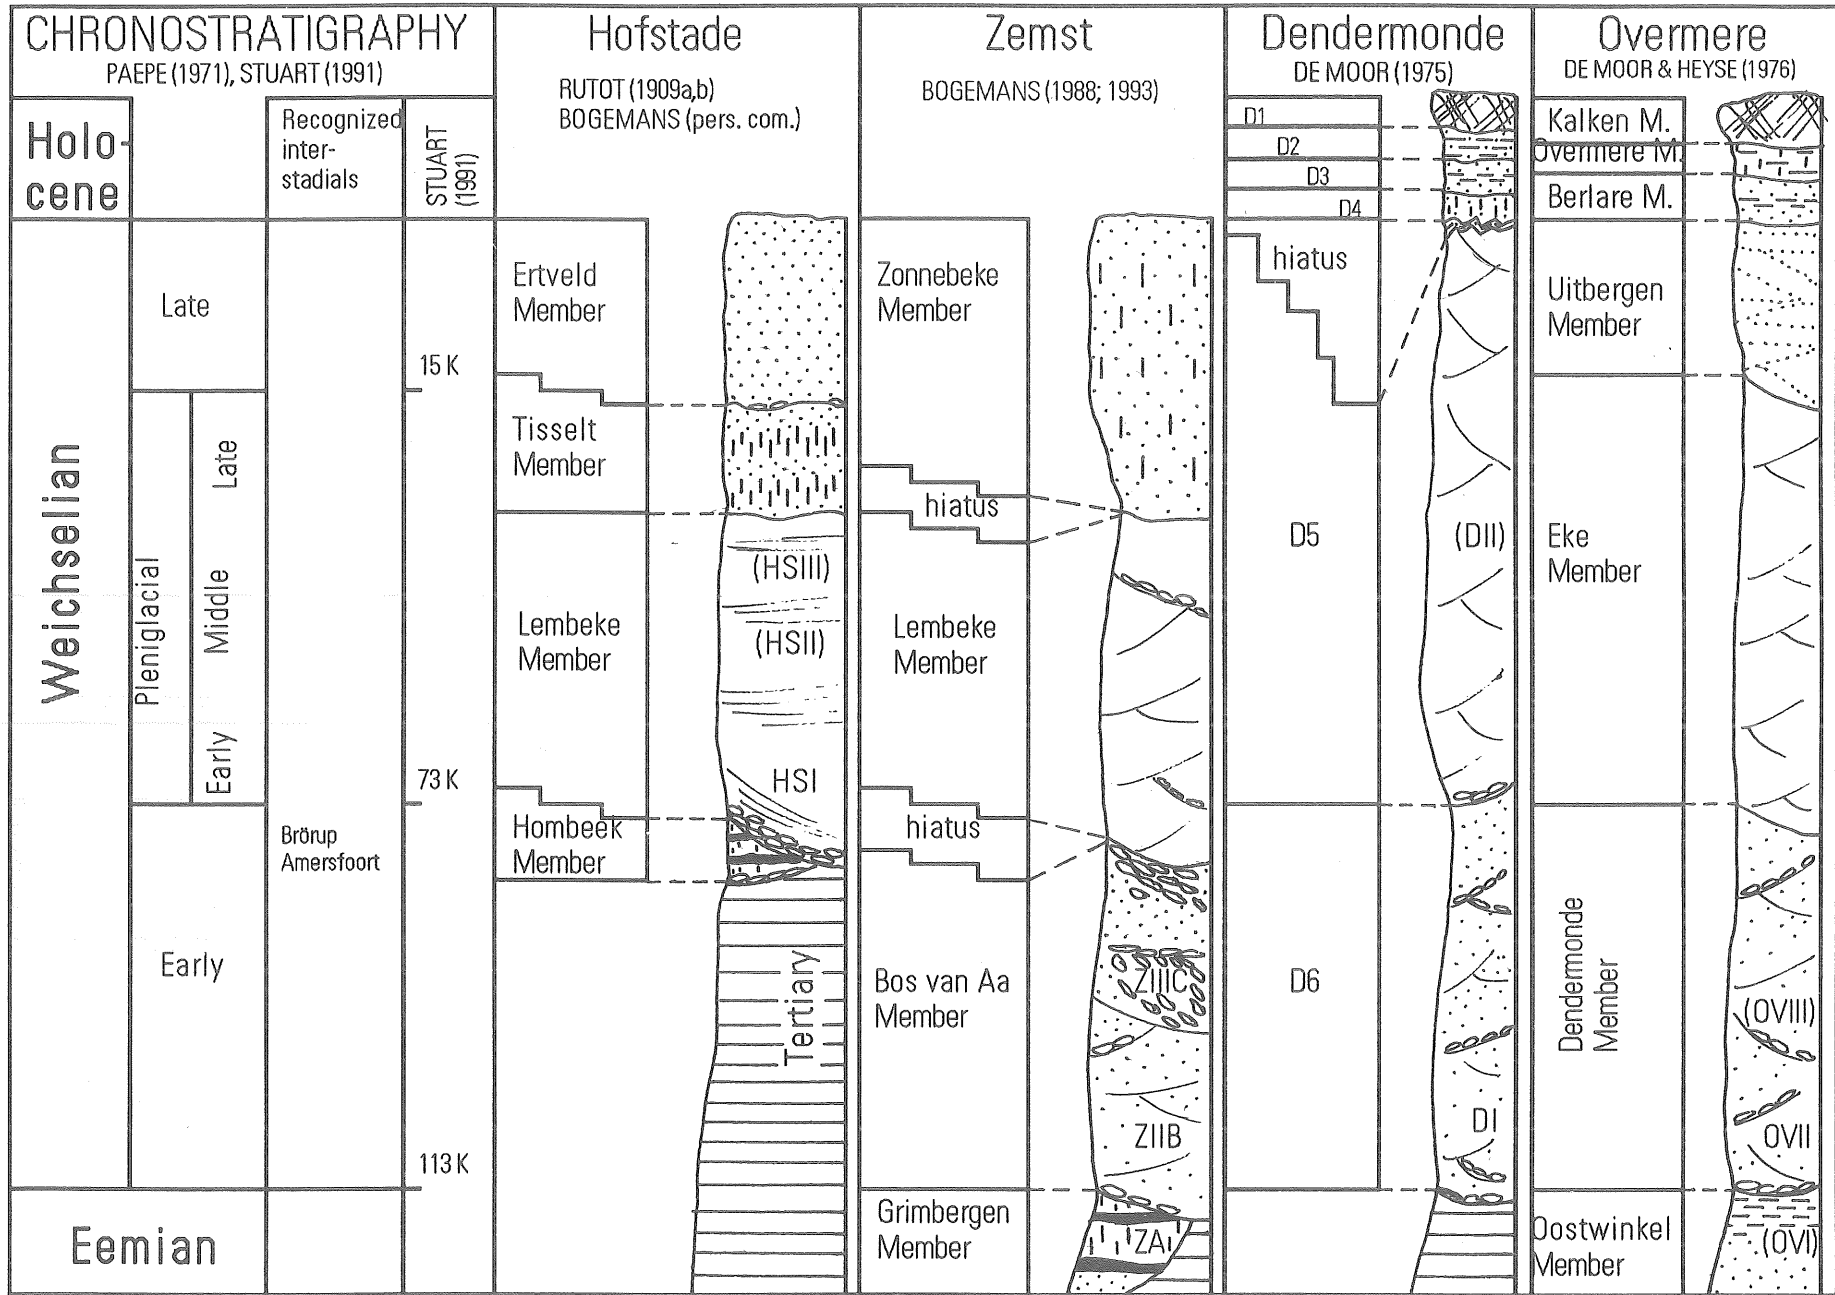 CHRONOSTRATIGRAPHY
PAEPE (1971), STUART (1991)
Holo-
cene
Recognized
inter-
stadials
STUART
(1991)
Weichselian
Late
Pleniglacial
Late
Middle
Early
Early
Brörup
Amersfoort
15 K
73 K
113 K
Eemian
Hofstade
RUTOT (1909a,b)
BOGEMANS (pers. com.)
Ertveld
Member
Tisselt
Member
Lembeke
Member
Hombeek
Member
(HSIII)
(HSII)
HSI
Tertiary
Zemst
BOGEMANS (1988; 1993)
Zonnebeke
Member
hiatus
Lembeke
Member
hiatus
Bos van Aa
Member
Grimbergen
Member
ZIIIC
ZIIB
ZA
Dendermonde
DE MOOR (1975)
D1
D2
D3
D4
hiatus
D5
D6
(DII)
DI
Overmere
DE MOOR & HEYSE (1976)
Kalken M.
Overmere M.
Berlare M.
Uitbergen
Member
Eke
Member
Dendermonde
Member
Oostwinkel
Member
(OVIII)
OVII
(OVI)